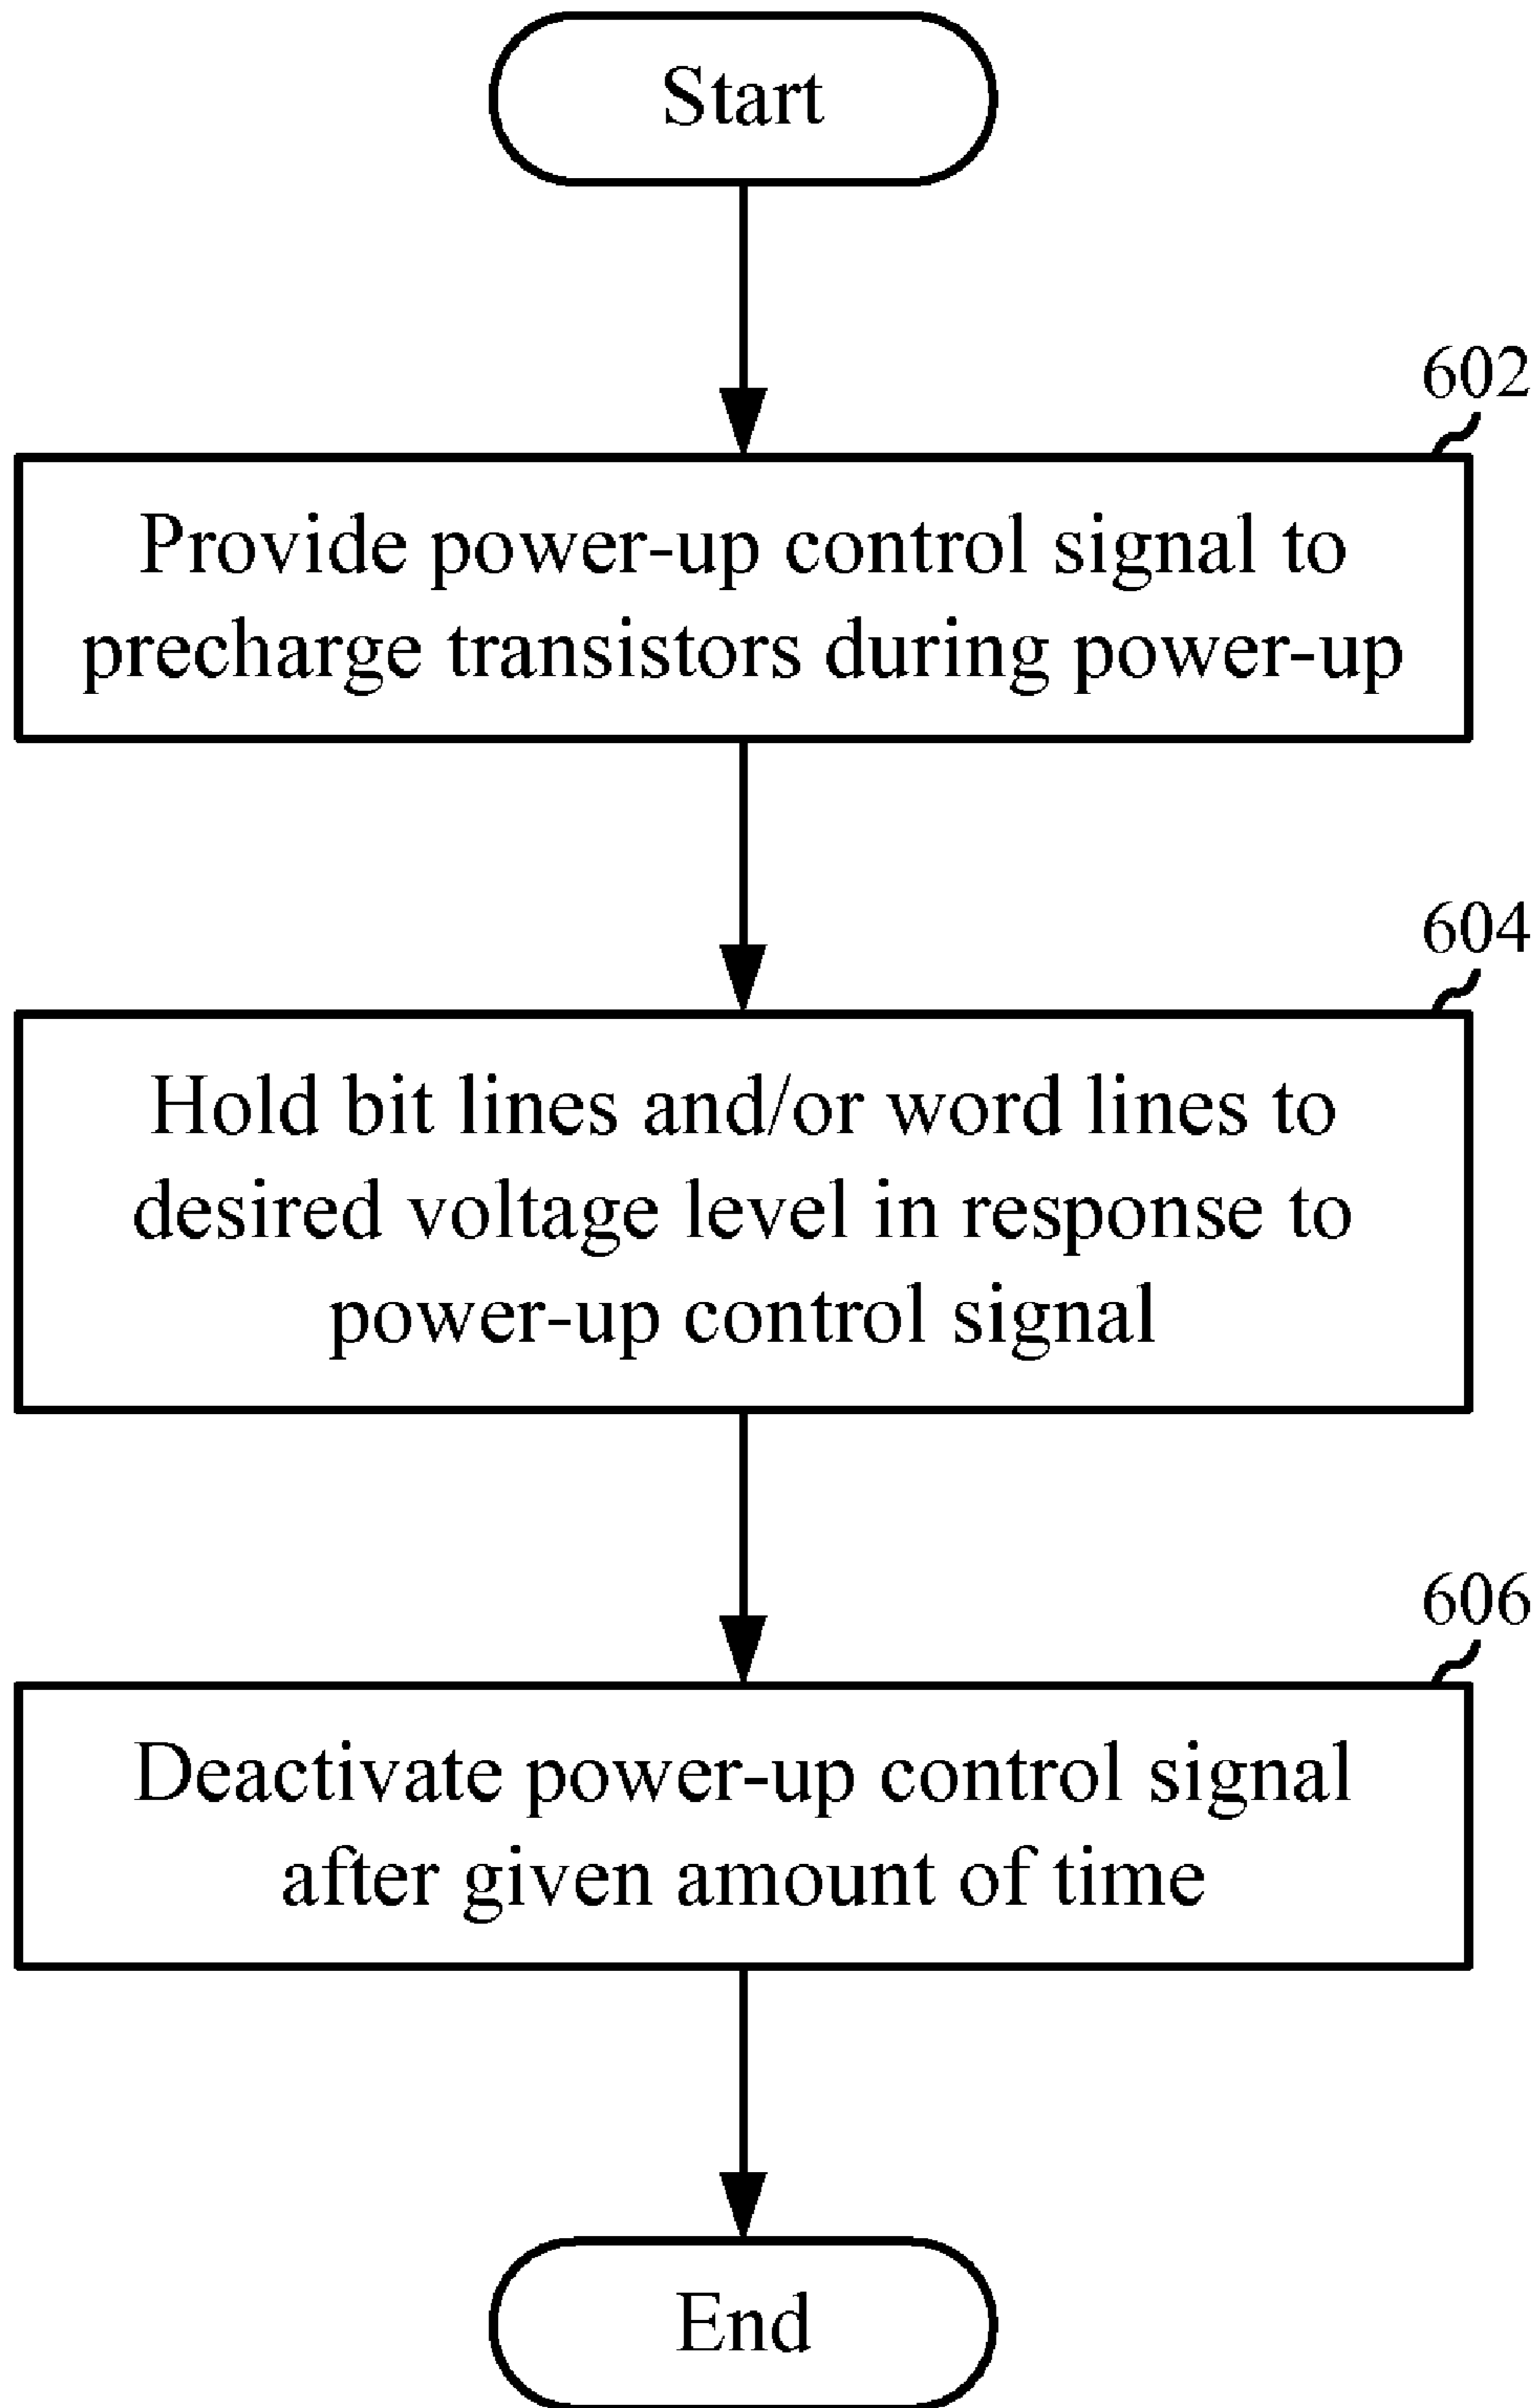 Start
602
Provide power-up control signal to
precharge transistors during power-up
604
Hold bit lines and/or word lines to
desired voltage level in response to
power-up control signal
606
Deactivate power-up control signal
after given amount of time
End